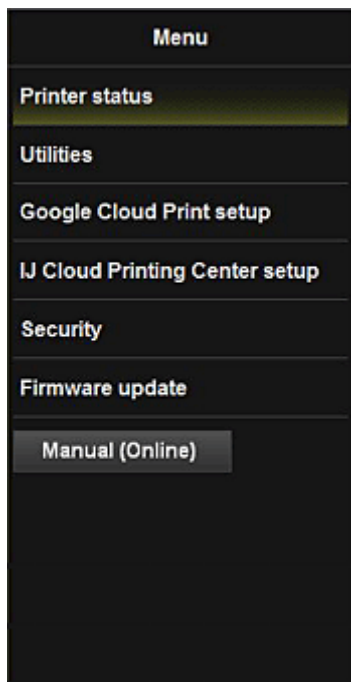 Menu
Printer status
Utilities
Google Cloud Print setup
IJ Cloud Printing Center setup
Security
Firmware update
Manual (Online)